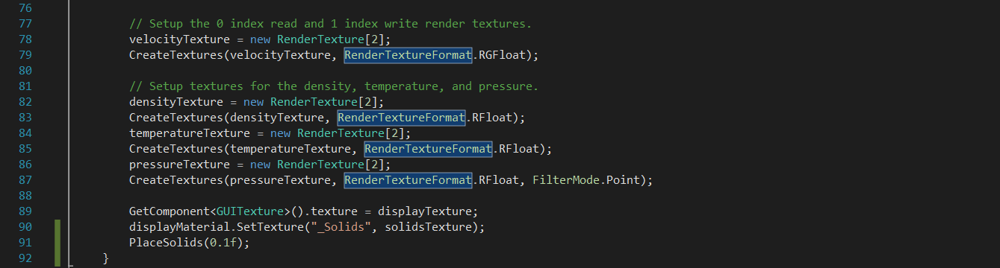 76
77 // Setup the 0 index read and 1 index write render textures.
78 velocityTexture = new RenderTexture[2];
79 CreateTextures(velocityTexture, RenderTextureFormat.RGFloat);
80
81 // Setup textures for the density, temperature, and pressure.
82 densityTexture = new RenderTexture[2];
83 CreateTextures(densityTexture, RenderTextureFormat.RFloat);
84 temperatureTexture = new RenderTexture[2];
85 CreateTextures(temperatureTexture, RenderTextureFormat.RFloat);
86 pressureTexture = new RenderTexture[2];
87 CreateTextures(pressureTexture, RenderTextureFormat.RFloat, FilterMode.Point);
88
89 GetComponent<GUITexture>().texture = displayTexture;
90 displayMaterial.SetTexture("_Solids", solidsTexture);
91 PlaceSolids(0.1f);
92 }